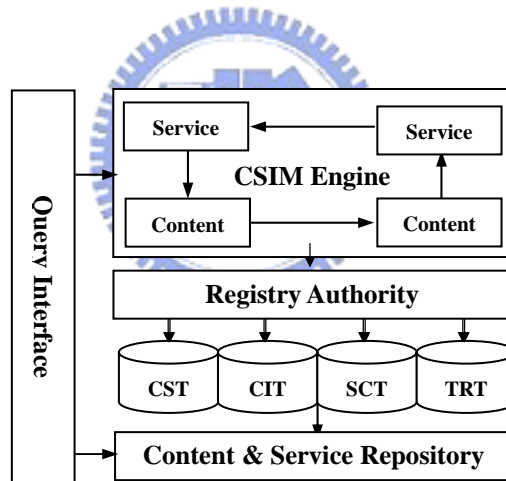 Query Interface
Service
Service
CSIM Engine
Content
Content
Registry Authority
CST
CIT
SCT
TRT
Content & Service Repository